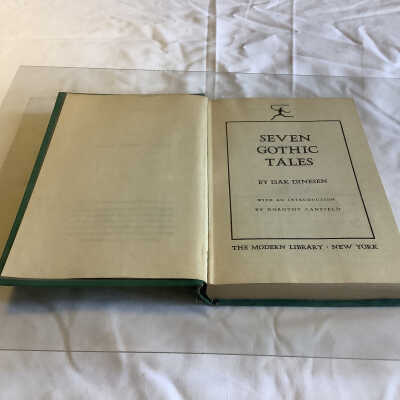 SEVEN
GOTHIC
TALES
BY ISAK DINESEN
WITH AN INTRODUCTION
BY DOROTHY CANFIELD
THE MODERN LIBRARY · NEW YORK